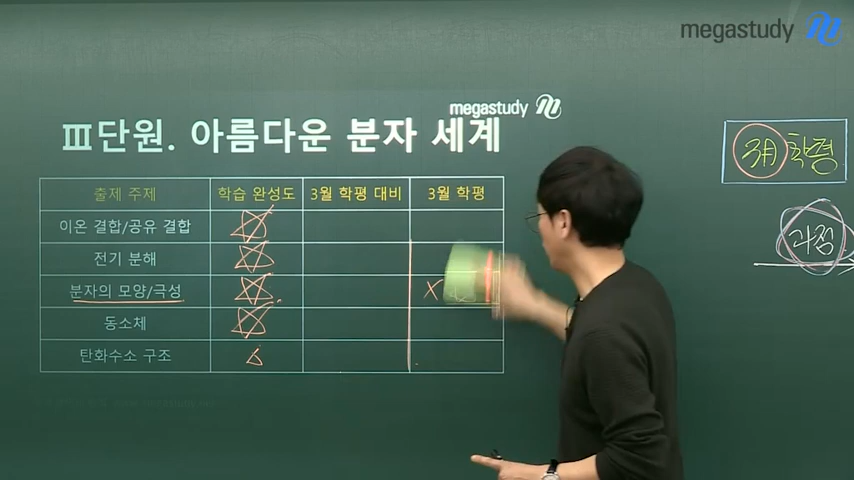 megastudy
megastudy
Ⅲ단원. 아름다운 분자 세계
출제 주제 학습 완성도 3월 학평 대비 3월 학평
이온 결합/공유 결합
전기 분해
분자의 모양/극성 X
동소체
탄화수소 구조
3月 학평
과정